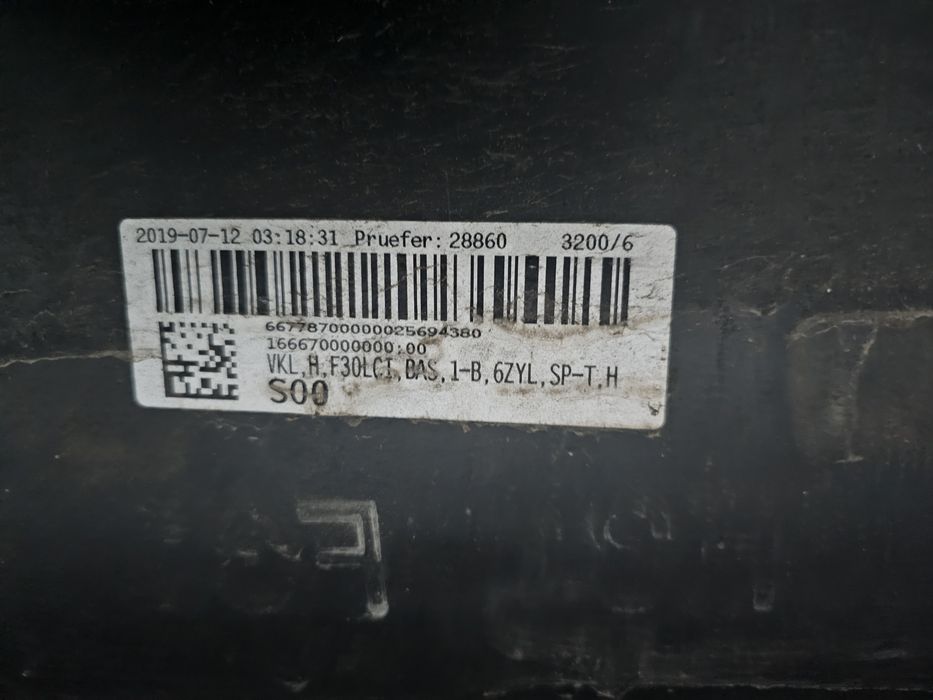 2019-07-12 03:18:31 Pruefer: 28860 3200/6
66778700000025694380
166670000000:00
VKL,H,F30LCI,BAS,1-B,6ZYL,SP-T,H
S00